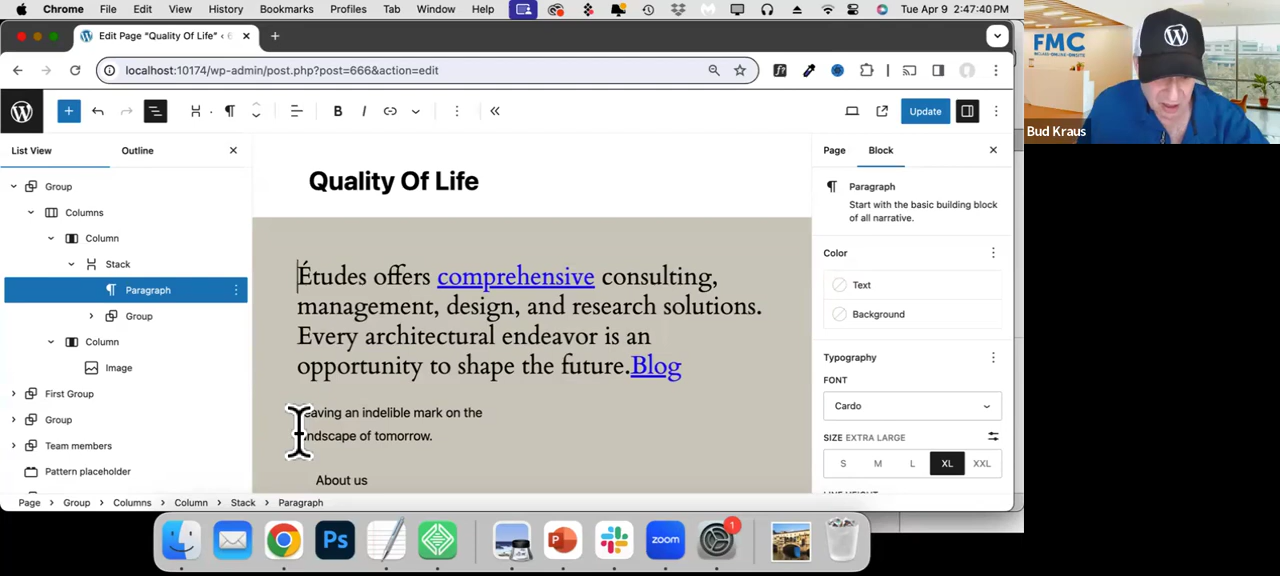 Chrome File Edit View History Bookmarks Profiles Tab Window Help Tue Apr 9 2:47:40 PM
Edit Page “Quality Of Life” ‹
localhost:10174/wp-admin/post.php?post=666&action=edit
FMC
Bud Kraus
Update
List View Outline
Page Block
Group
Columns
Column
Stack
Paragraph
Group
Column
Image
First Group
Group
Team members
Pattern placeholder
Quality Of Life
Études offers comprehensive consulting,
management, design, and research solutions.
Every architectural endeavor is an
opportunity to shape the future.Blog
eaving an indelible mark on the
ndscape of tomorrow.
About us
Paragraph
Start with the basic building block
of all narrative.
Color
Text
Background
Typography
FONT
Cardo
SIZE EXTRA LARGE
S M L XL XXL
Page Group Columns Column Stack Paragraph
Ps
zoom
1